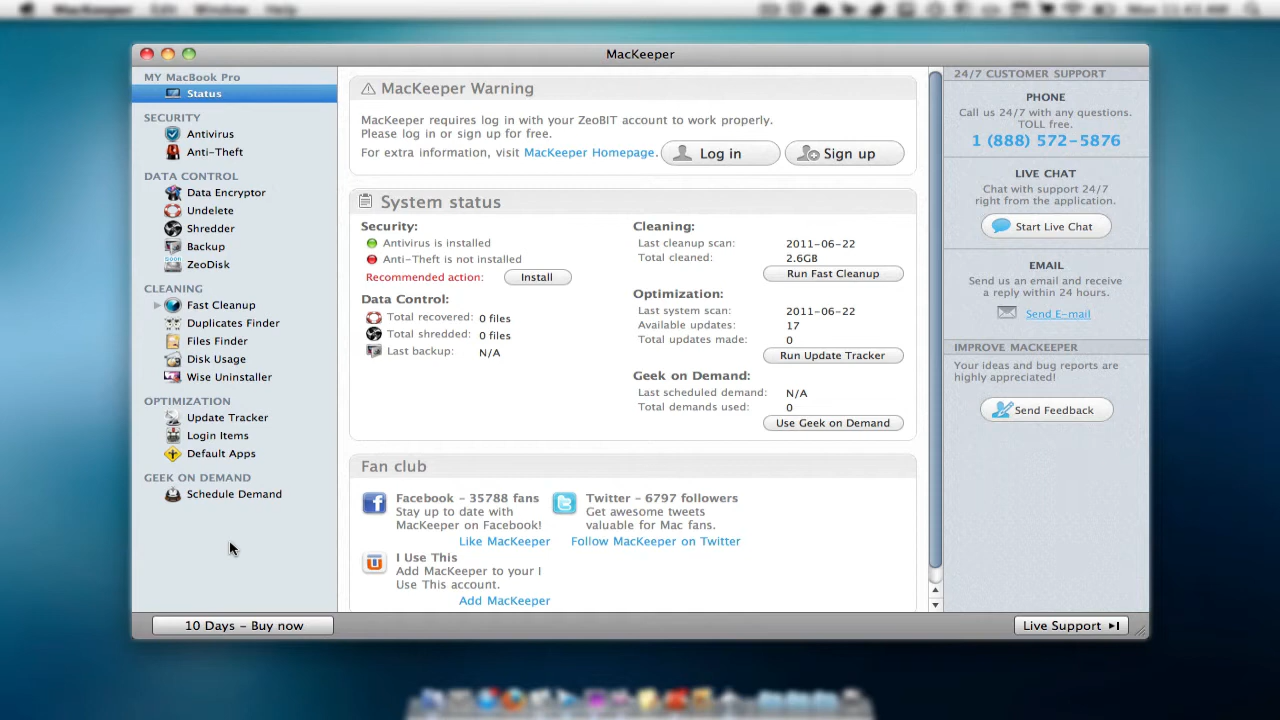 MacKeeper Edit Window Help
MacKeeper
MY MacBook Pro
Status
SECURITY
Antivirus
Anti-Theft
DATA CONTROL
Data Encryptor
Undelete
Shredder
Backup
ZeoDisk
CLEANING
Fast Cleanup
Duplicates Finder
Files Finder
Disk Usage
Wise Uninstaller
OPTIMIZATION
Update Tracker
Login Items
Default Apps
GEEK ON DEMAND
Schedule Demand
10 Days - Buy now
MacKeeper Warning
MacKeeper requires log in with your ZeoBIT account to work properly.
Please log in or sign up for free.
For extra information, visit MacKeeper Homepage.
Log in
Sign up
System status
Security:
Antivirus is installed
Anti-Theft is not installed
Recommended action: Install
Data Control:
Total recovered: 0 files
Total shredded: 0 files
Last backup: N/A
Cleaning:
Last cleanup scan: 2011-06-22
Total cleaned: 2.6GB
Run Fast Cleanup
Optimization:
Last system scan: 2011-06-22
Available updates: 17
Total updates made: 0
Run Update Tracker
Geek on Demand:
Last scheduled demand: N/A
Total demands used: 0
Use Geek on Demand
Fan club
Facebook - 35788 fans
Stay up to date with
MacKeeper on Facebook!
Like MacKeeper
Twitter - 6797 followers
Get awesome tweets
valuable for Mac fans.
Follow MacKeeper on Twitter
I Use This
Add MacKeeper to your I
Use This account.
Add MacKeeper
24/7 CUSTOMER SUPPORT
PHONE
Call us 24/7 with any questions.
TOLL free.
1 (888) 572-5876
LIVE CHAT
Chat with support 24/7
right from the application.
Start Live Chat
EMAIL
Send us an email and receive
a reply within 24 hours.
Send E-mail
IMPROVE MACKEEPER
Your ideas and bug reports are
highly appreciated!
Send Feedback
Live Support